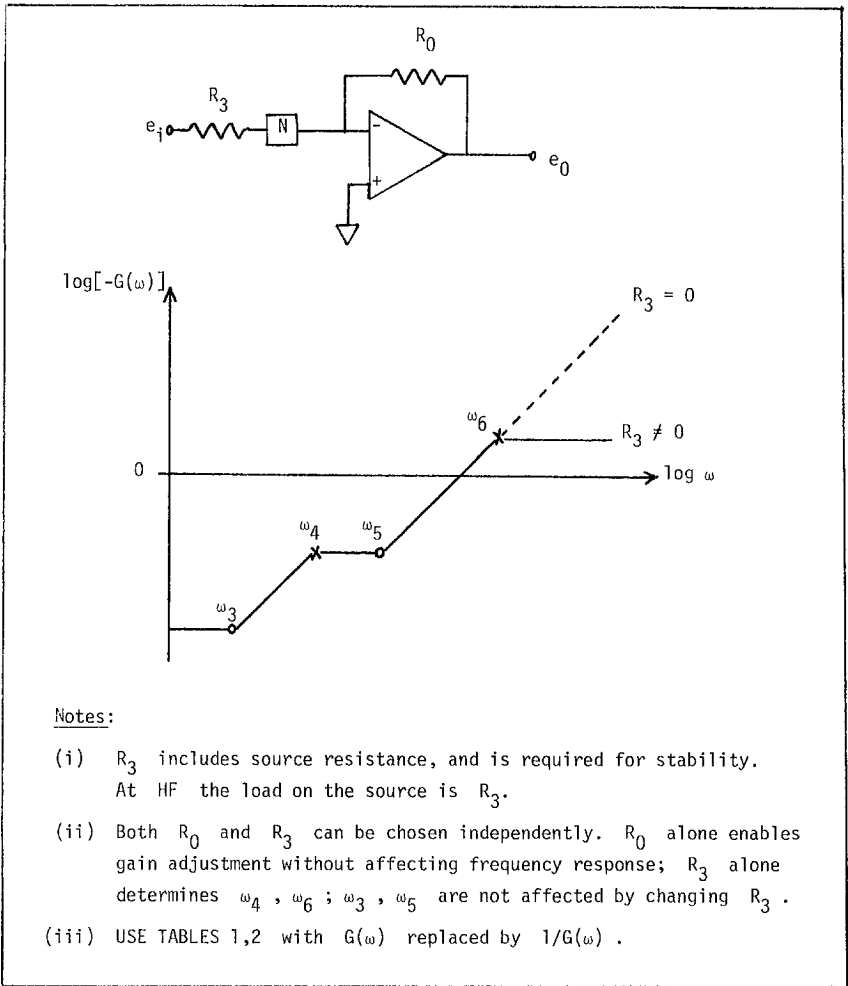 R0
R3
ei
N
-
+
e0
log[-G(ω)]
R3 = 0
ω6
R3 ≠ 0
0
log ω
ω4
ω5
ω3
Notes:
(i) R3 includes source resistance, and is required for stability.
At HF the load on the source is R3.
(ii) Both R0 and R3 can be chosen independently. R0 alone enables
gain adjustment without affecting frequency response; R3 alone
determines ω4 , ω6 ; ω3 , ω5 are not affected by changing R3 .
(iii) USE TABLES 1,2 with G(ω) replaced by 1/G(ω) .